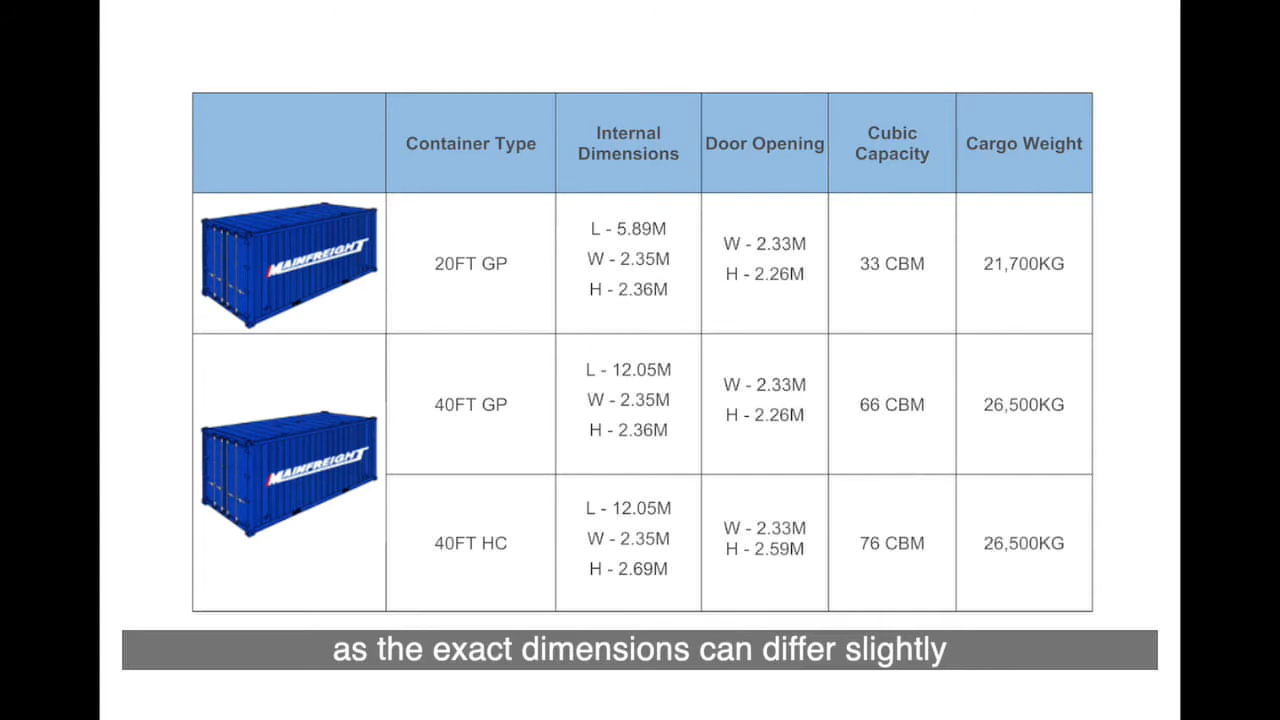 Container Type
Internal
Dimensions
Door Opening
Cubic
Capacity
Cargo Weight
MAINFREIGHT
20FT GP
L - 5.89M
W - 2.35M
H - 2.36M
W - 2.33M
H - 2.26M
33 CBM
21,700KG
MAINFREIGHT
40FT GP
L - 12.05M
W - 2.35M
H - 2.36M
W - 2.33M
H - 2.26M
66 CBM
26,500KG
40FT HC
L - 12.05M
W - 2.35M
H - 2.69M
W - 2.33M
H - 2.59M
76 CBM
26,500KG
as the exact dimensions can differ slightly